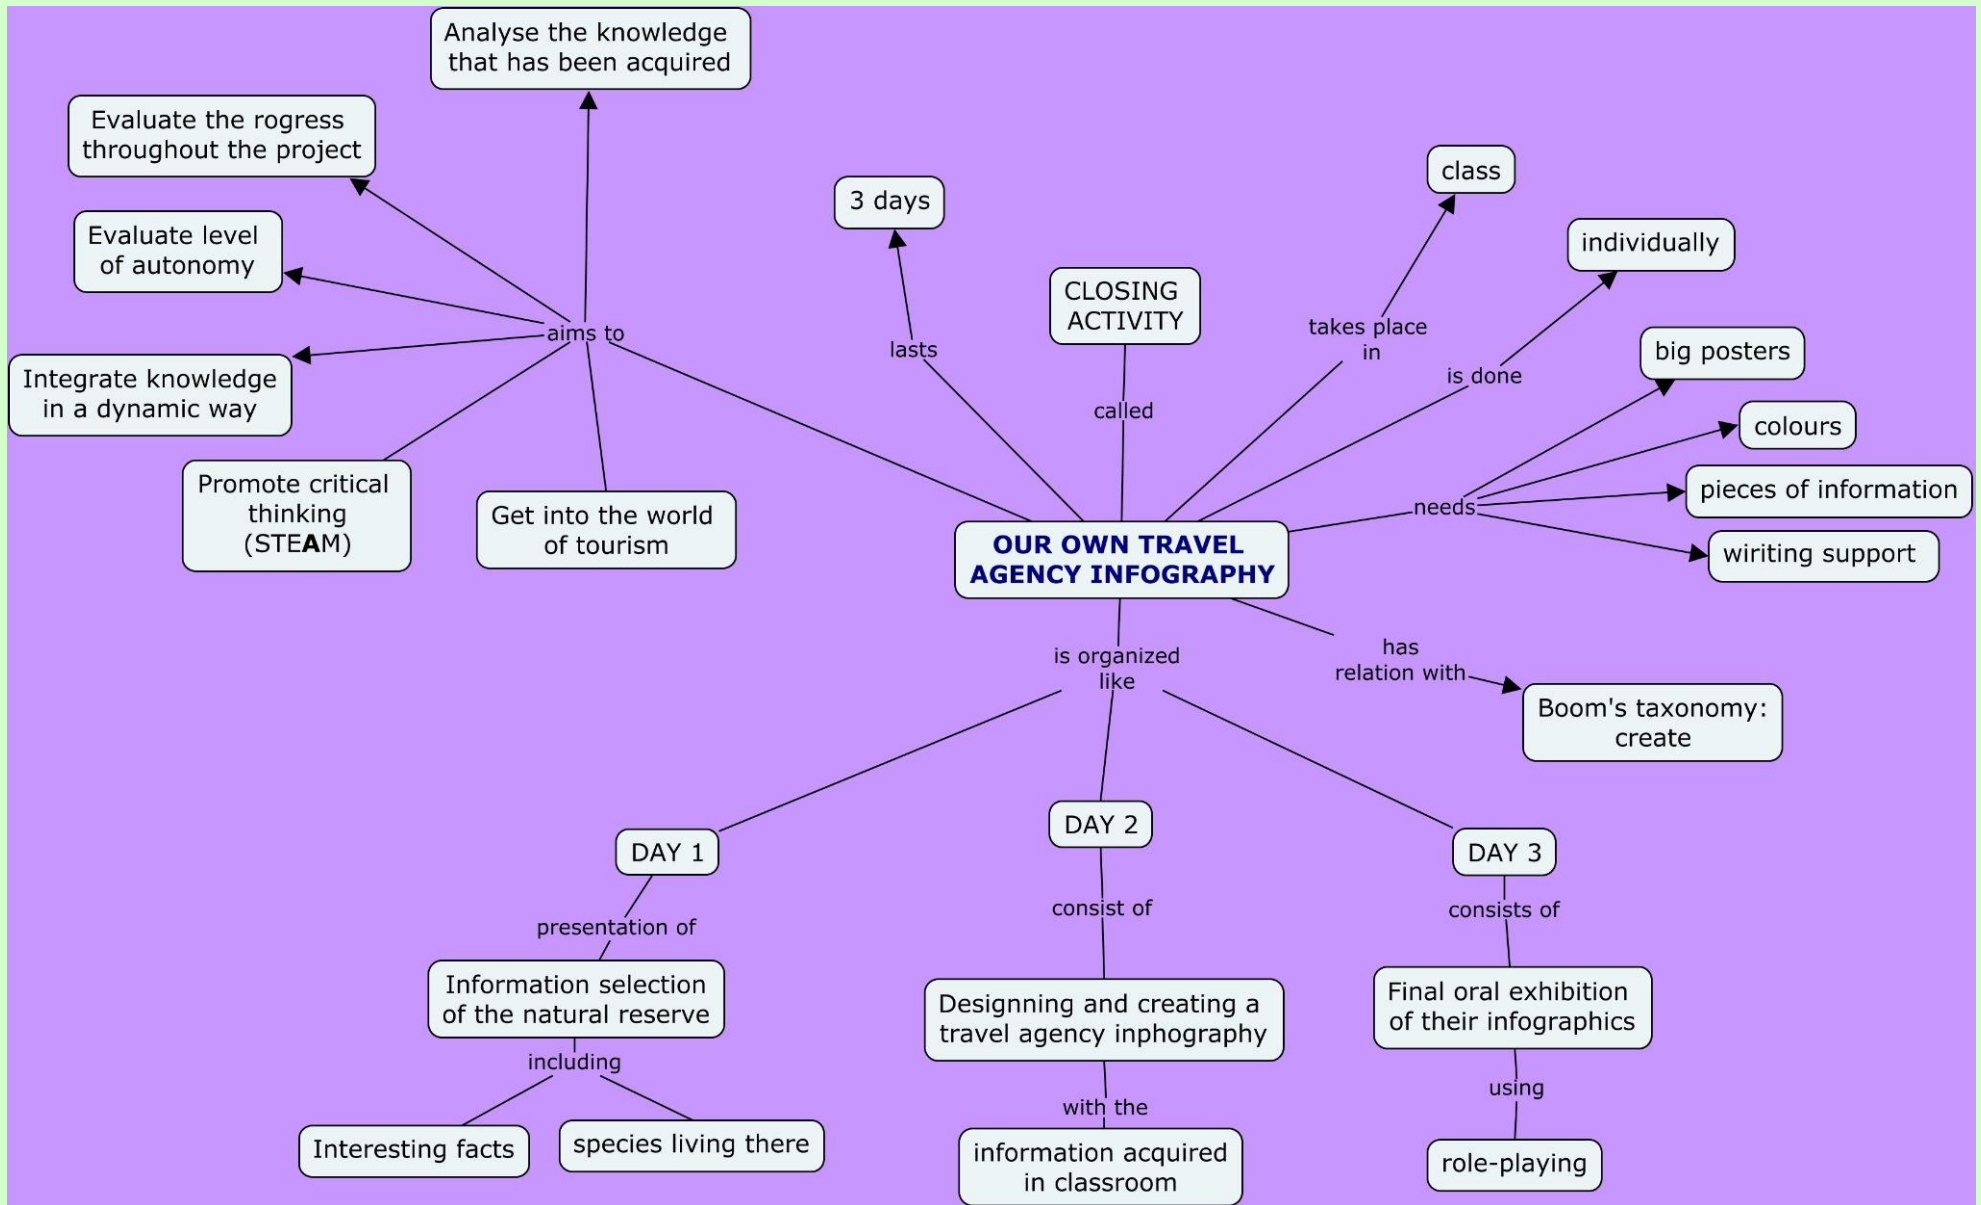 Analyse the knowledge
that has been acquired
Evaluate the rogress
throughout the project
Evaluate level
of autonomy
aims to
Integrate knowledge
in a dynamic way
Promote critical
thinking
(STEAM)
Get into the world
of tourism
3 days
lasts
CLOSING
ACTIVITY
called
class
takes place
in
individually
is done
big posters
colours
pieces of information
needs
wiriting support
OUR OWN TRAVEL
AGENCY INFOGRAPHY
has
relation with
Boom's taxonomy:
create
is organized
like
DAY 1
presentation of
Information selection
of the natural reserve
including
Interesting facts
species living there
DAY 2
consist of
Designning and creating a
travel agency inphography
with the
information acquired
in classroom
DAY 3
consists of
Final oral exhibition
of their infographics
using
role-playing